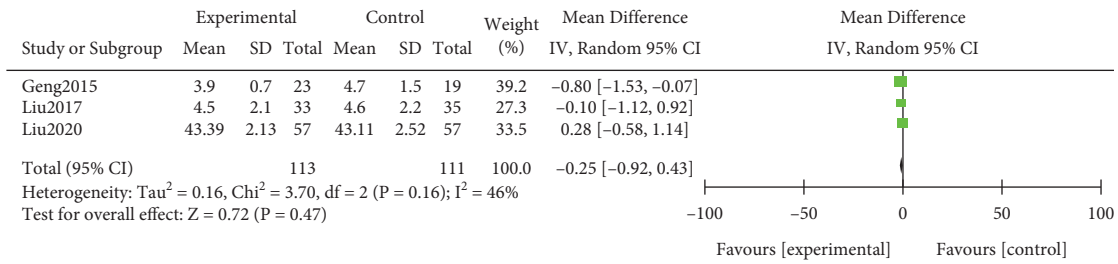 Experimental Control Weight Mean Difference Mean Difference
Study or Subgroup Mean SD Total Mean SD Total (%) IV, Random 95% CI IV, Random 95% CI
Geng2015 3.9 0.7 23 4.7 1.5 19 39.2 −0.80 [−1.53, −0.07]
Liu2017 4.5 2.1 33 4.6 2.2 35 27.3 −0.10 [−1.12, 0.92]
Liu2020 43.39 2.13 57 43.11 2.52 57 33.5 0.28 [−0.58, 1.14]
Total (95% CI) 113 111 100.0 −0.25 [−0.92, 0.43]
Heterogeneity: Tau² = 0.16, Chi² = 3.70, df = 2 (P = 0.16); I² = 46%
Test for overall effect: Z = 0.72 (P = 0.47)
−100 −50 0 50 100
Favours [experimental] Favours [control]